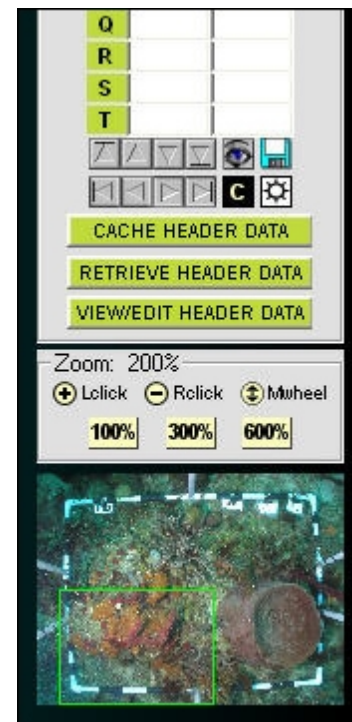 Q
R
S
T
C
CACHE HEADER DATA
RETRIEVE HEADER DATA
VIEW/EDIT HEADER DATA
Zoom: 200%
Lclick Rclick Mwheel
100% 300% 600%